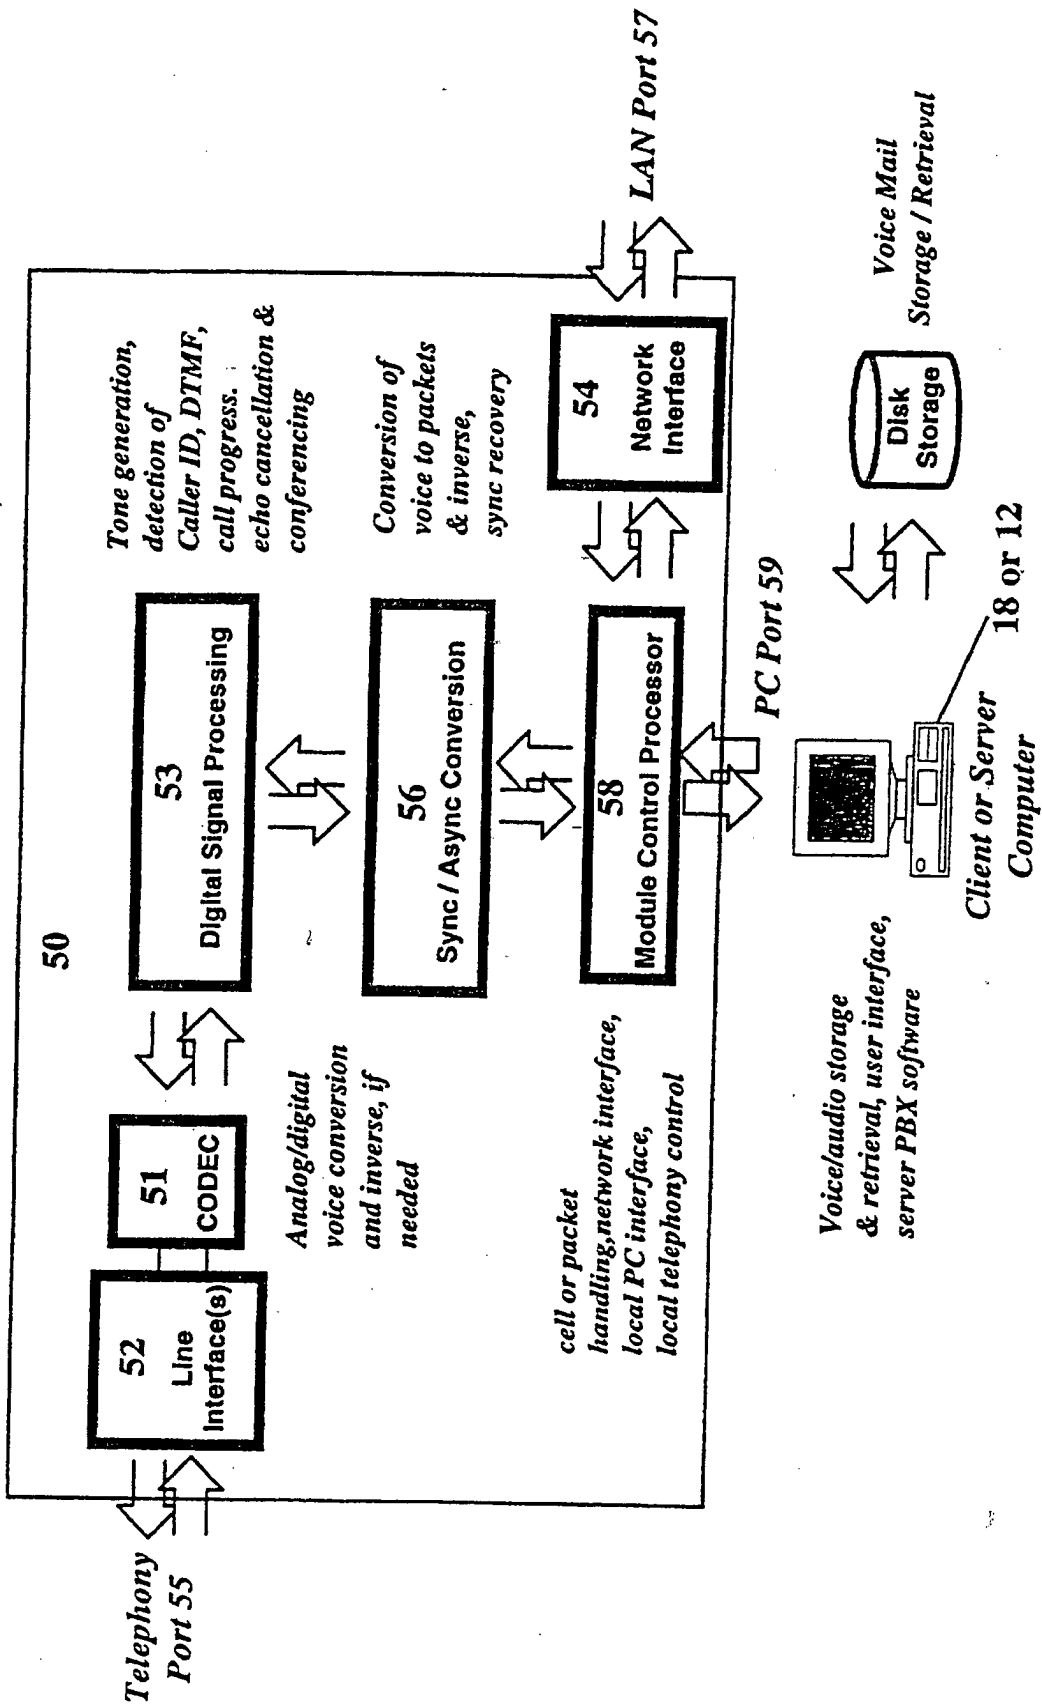 50
Telephony
Port 55
52
Line
Interface(s)
51
CODEC
53
Digital Signal Processing
Tone generation,
detection of
Caller ID, DTMF,
call progress.
echo cancellation &
conferencing
Analog/digital
voice conversion
and inverse, if
needed
56
Sync / Async Conversion
Conversion of
voice to packets
& inverse,
sync recovery
cell or packet
handling,network interface,
local PC interface,
local telephony control
58
Module Control Processor
54
Network
Interface
LAN Port 57
PC Port 59
Voice/audio storage
& retrieval, user interface,
server PBX software
Client or Server
Computer
18 or 12
Disk
Storage
Voice Mail
Storage / Retrieval